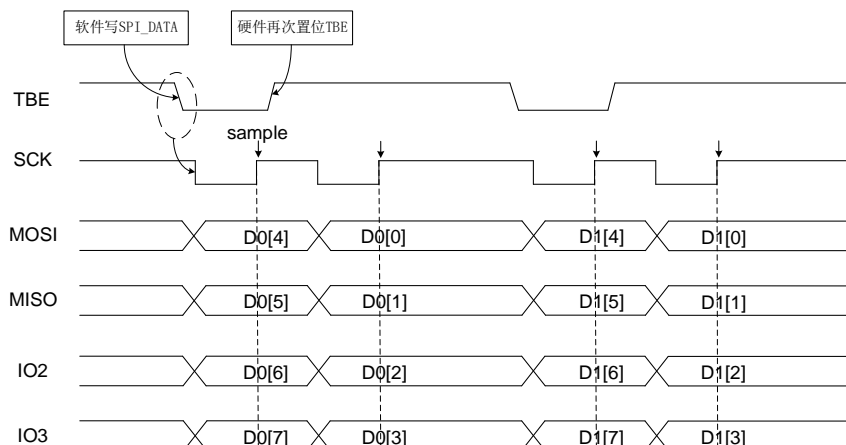 软件写SPI_DATA
硬件再次置位TBE
TBE
sample
SCK
MOSI D0[4] D0[0] D1[4] D1[0]
MISO D0[5] D0[1] D1[5] D1[1]
IO2 D0[6] D0[2] D1[6] D1[2]
IO3 D0[7] D0[3] D1[7] D1[3]